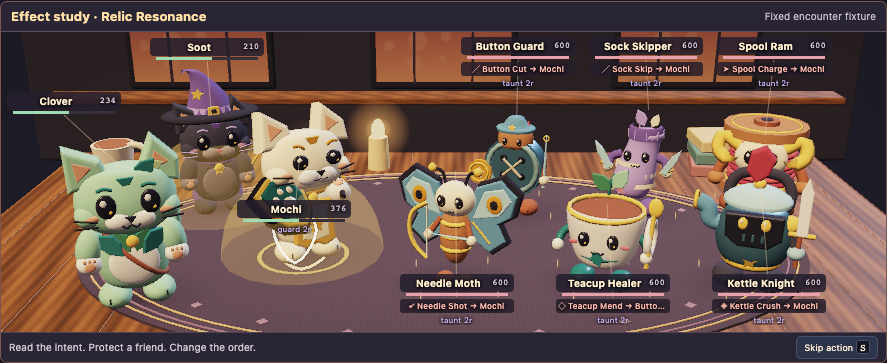 Effect study · Relic Resonance
Fixed encounter fixture
Soot 210
Clover 234
Mochi 376
guard 2r
Button Guard 600
Button Cut → Mochi
taunt 2r
Sock Skipper 600
Sock Skip → Mochi
taunt 2r
Spool Ram 600
Spool Charge → Mochi
taunt 2r
Needle Moth 600
Needle Shot → Mochi
taunt 2r
Teacup Healer 600
Teacup Mend → Butto...
taunt 2r
Kettle Knight 600
Kettle Crush → Mochi
taunt 2r
Read the intent. Protect a friend. Change the order.
Skip action S